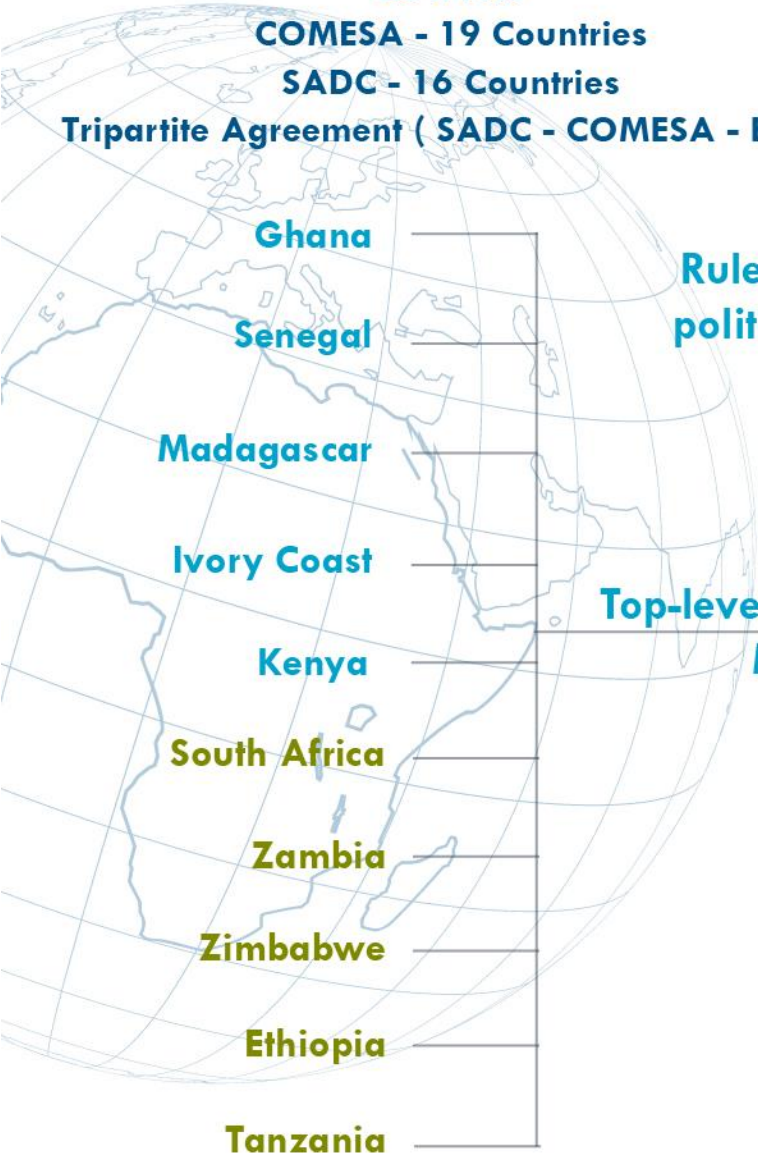 COMESA - 19 Countries
SADC - 16 Countries
Tripartite Agreement ( SADC - COMESA -
Ghana
Senegal
Madagascar
Ivory Coast
Kenya
South Africa
Zambia
Zimbabwe
Ethiopia
Tanzania
Rule
polit
Top-leve